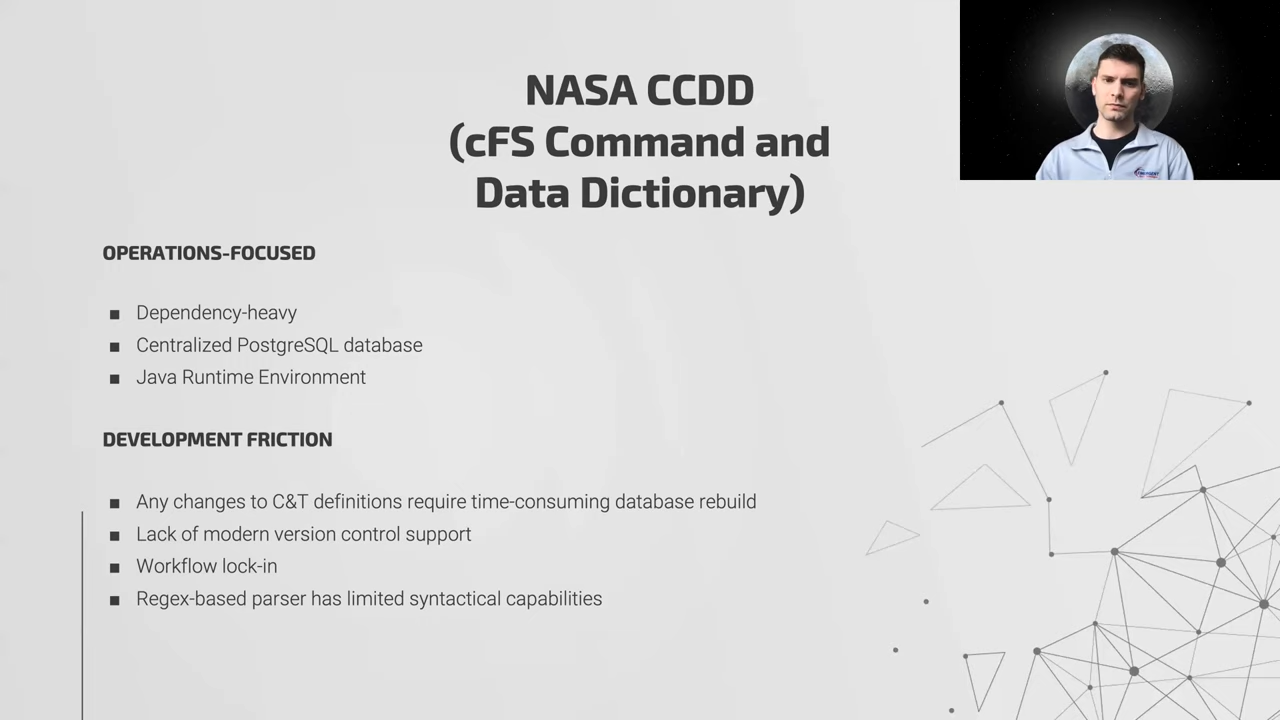 NASA CCDD
(cFS Command and
Data Dictionary)
OPERATIONS-FOCUSED
■ Dependency-heavy
■ Centralized PostgreSQL database
■ Java Runtime Environment
DEVELOPMENT FRICTION
■ Any changes to C&T definitions require time-consuming database rebuild
■ Lack of modern version control support
■ Workflow lock-in
■ Regex-based parser has limited syntactical capabilities